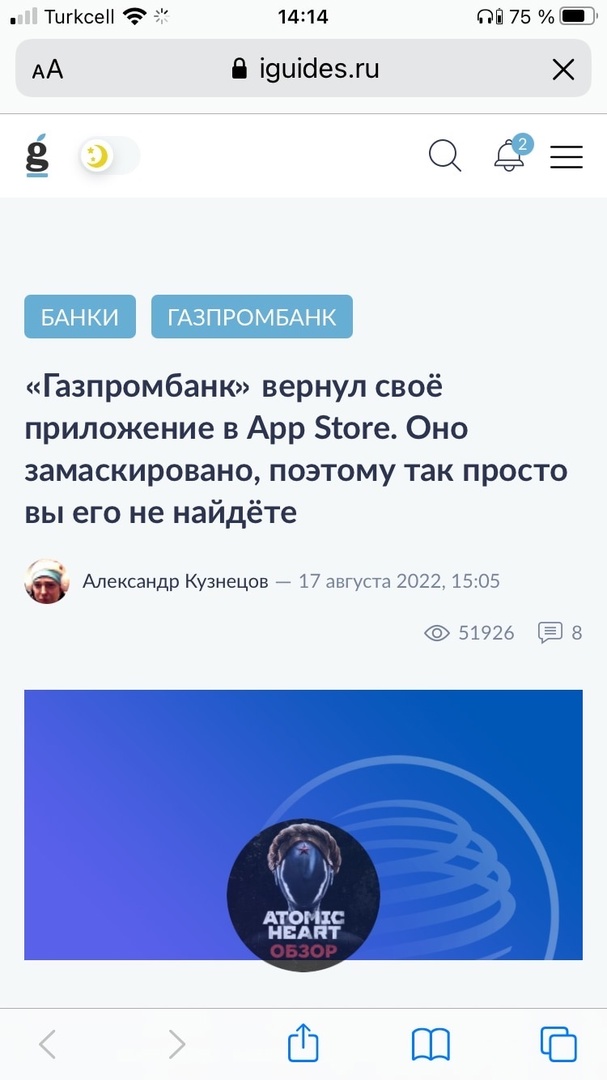 Turkcell 14:14 75 %
AA iguides.ru
ġ 2
БАНКИ ГАЗПРОМБАНК
«Газпромбанк» вернул своё
приложение в App Store. Оно
замаскировано, поэтому так просто
вы его не найдёте
Александр Кузнецов — 17 августа 2022, 15:05
51926 8
ATOMIC
HEART
ОБЗОР